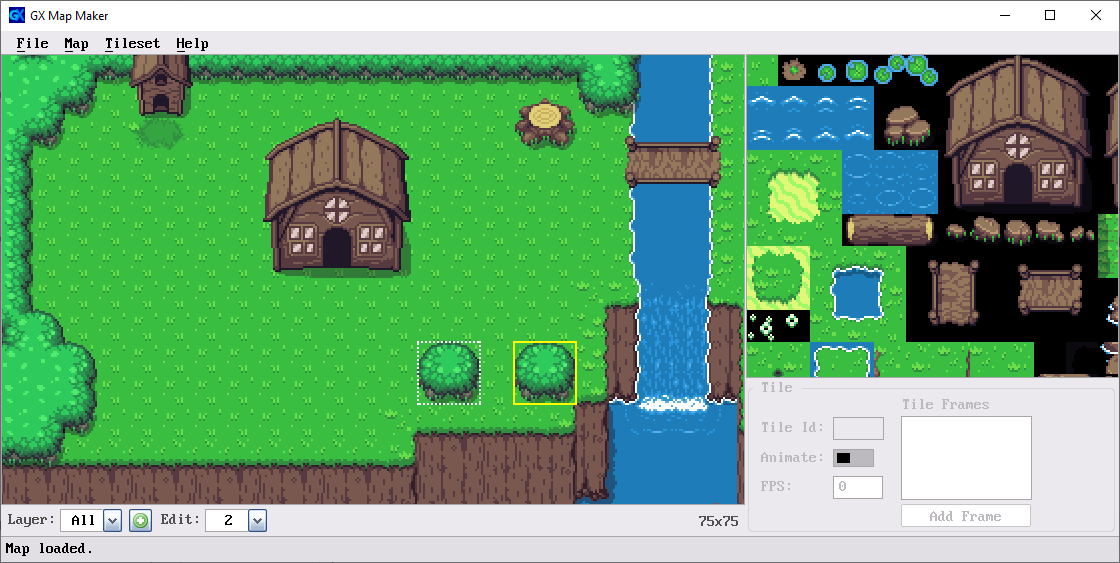 GX GX Map Maker
File Map Tileset Help
Tile
Tile Frames
Tile Id:
Animate:
FPS: 0
Add Frame
Layer: All Edit: 2 75x75
Map loaded.